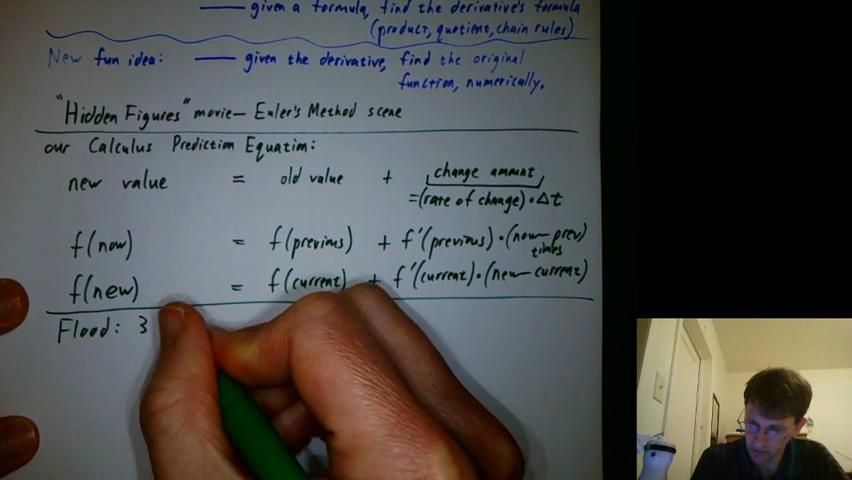 —— given a formula, find the derivative's formula
(product, quotient, chain rules)
New fun idea: —— given the derivative, find the original
function, numerically.
"Hidden Figures" movie— Euler's Method scene
our Calculus Prediction Equation:
new value = old value + change amount
=(rate of change)·Δt
f(now) = f(previous) + f'(previous)·(now—prev)
times
f(new) = f(current) + f'(current)·(new—current)
Flood: 3